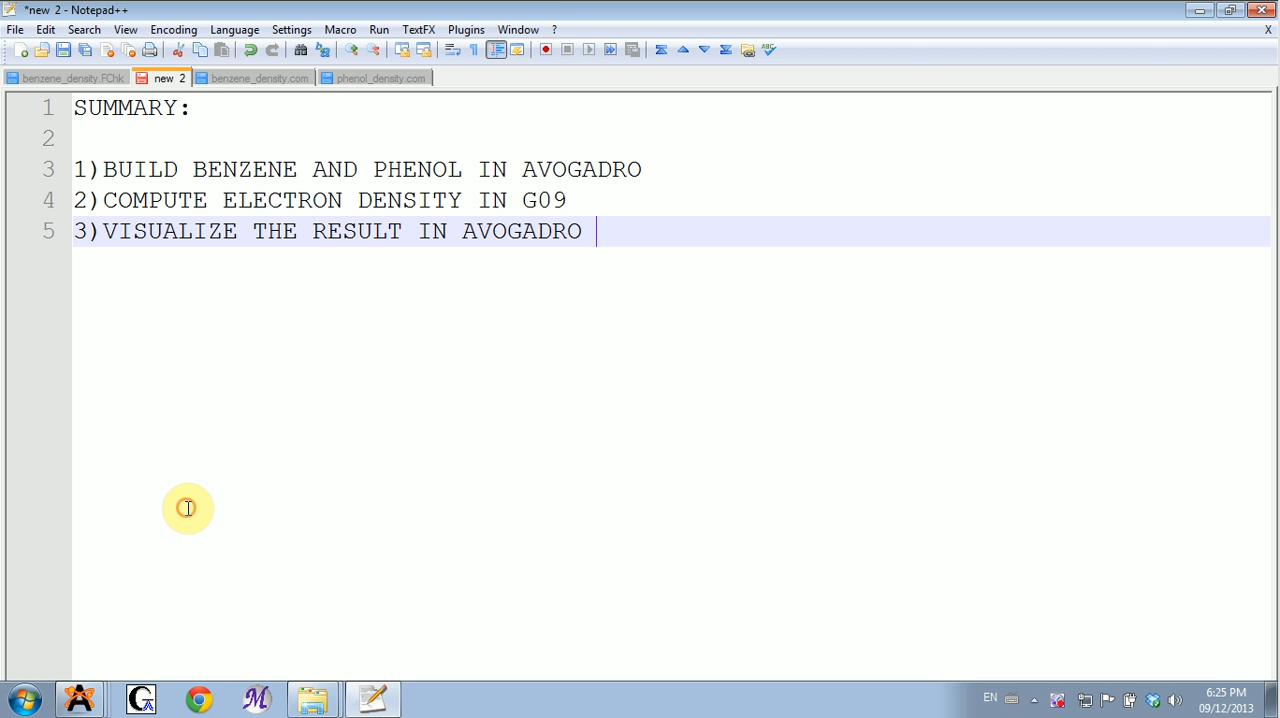 *new 2 - Notepad++
File Edit Search View Encoding Language Settings Macro Run TextFX Plugins Window ? X
benzene_density.FChk new 2 benzene_density.com phenol_density.com
1 SUMMARY:
2
3 1)BUILD BENZENE AND PHENOL IN AVOGADRO
4 2)COMPUTE ELECTRON DENSITY IN G09
5 3)VISUALIZE THE RESULT IN AVOGADRO
EN 6:25 PM
09/12/2013